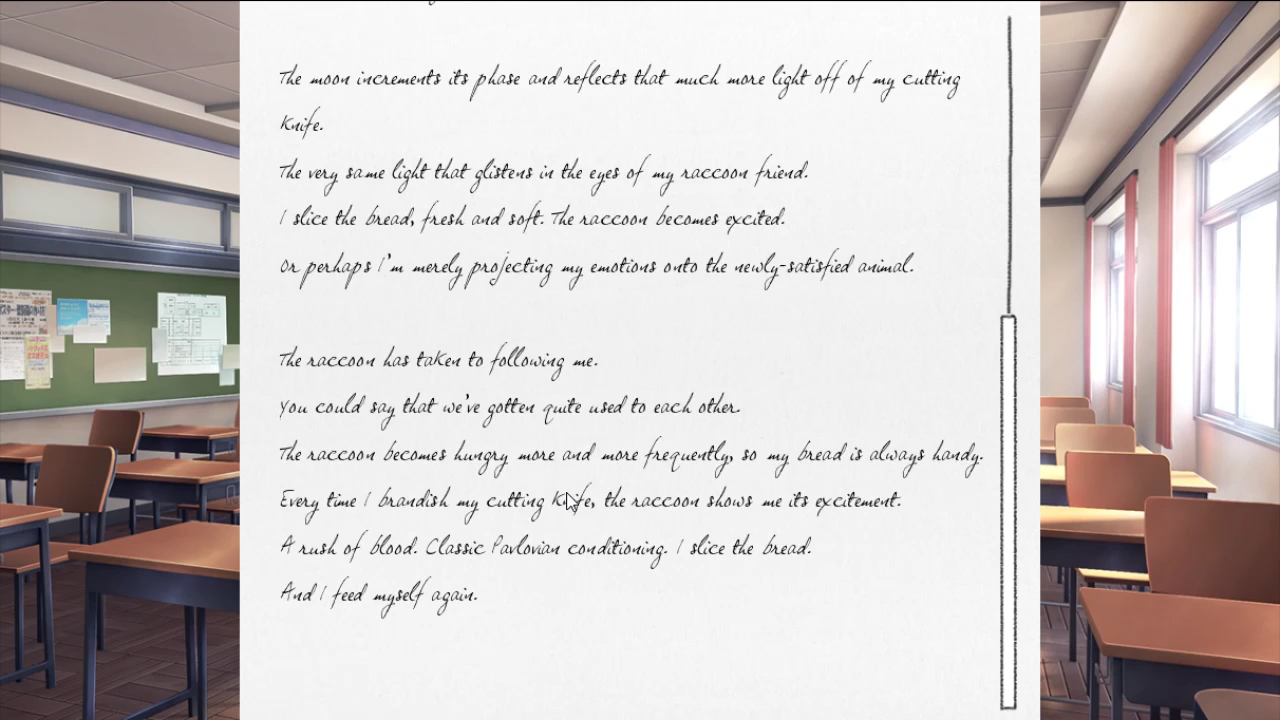 The moon increments its phase and reflects that much more light off of my cutting
knife.
The very same light that glistens in the eyes of my raccoon friend.
I slice the bread, fresh and soft. The raccoon becomes excited.
Or perhaps I'm merely projecting my emotions onto the newly-satisfied animal.
The raccoon has taken to following me.
You could say that we've gotten quite used to each other.
The raccoon becomes hungry more and more frequently, so my bread is always handy.
Every time I brandish my cutting knife, the raccoon shows me its excitement.
A rush of blood. Classic Pavlovian conditioning. I slice the bread.
And I feed myself again.